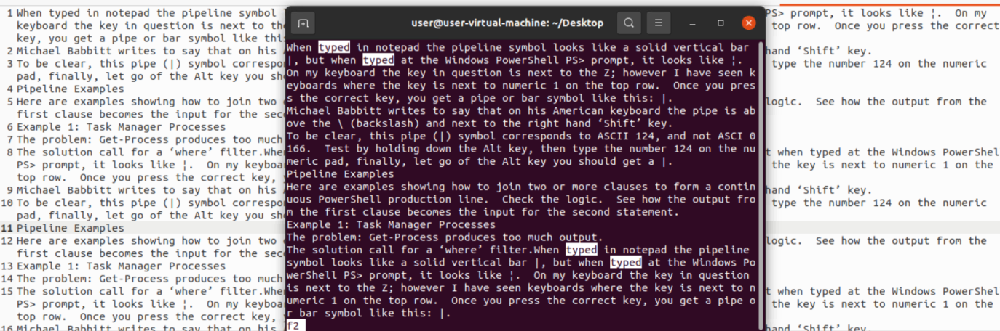 1 When typed in notepad the pipeline symbol
keyboard the key in question is next to the
key, you get a pipe or bar symbol like this
2 Michael Babbitt writes to say that on his
3 To be clear, this pipe (|) symbol correspon
pad, finally, let go of the Alt key you sho
4 Pipeline Examples
5 Here are examples showing how to join two
first clause becomes the input for the seco
6 Example 1: Task Manager Processes
7 The problem: Get-Process produces too much
8 The solution call for a ‘where’ filter.When
PS> prompt, it looks like ¦.  On my keyboar
top row.  Once you press the correct key,
9 Michael Babbitt writes to say that on his
10 To be clear, this pipe (|) symbol correspon
pad, finally, let go of the Alt key you sho
11 Pipeline Examples
12 Here are examples showing how to join two
first clause becomes the input for the seco
13 Example 1: Task Manager Processes
14 The problem: Get-Process produces too much
15 The solution call for a ‘where’ filter.When
PS> prompt, it looks like ¦.  On my keyboar
top row.  Once you press the correct key,
16 Michael Babbitt writes to say that on his
user@user-virtual-machine: ~/Desktop
When typed in notepad the pipeline symbol looks like a solid vertical bar
|, but when typed at the Windows PowerShell PS> prompt, it looks like ¦.
On my keyboard the key in question is next to the Z; however I have seen k
eyboards where the key is next to numeric 1 on the top row.  Once you pres
s the correct key, you get a pipe or bar symbol like this: |.
Michael Babbitt writes to say that on his American keyboard the pipe is ab
ove the \ (backslash) and next to the right hand ‘Shift’ key.
To be clear, this pipe (|) symbol corresponds to ASCII 124, and not ASCI 0
166.  Test by holding down the Alt key, then type the number 124 on the nu
meric pad, finally, let go of the Alt key you should get a |.
Pipeline Examples
Here are examples showing how to join two or more clauses to form a contin
uous PowerShell production line.  Check the logic.  See how the output fro
m the first clause becomes the input for the second statement.
Example 1: Task Manager Processes
The problem: Get-Process produces too much output.
The solution call for a ‘where’ filter.When typed in notepad the pipeline
symbol looks like a solid vertical bar |, but when typed at the Windows Po
werShell PS> prompt, it looks like ¦.  On my keyboard the key in question
is next to the Z; however I have seen keyboards where the key is next to n
umeric 1 on the top row.  Once you press the correct key, you get a pipe o
r bar symbol like this: |.
f2
PS> prompt, it looks like ¦.  On my
top row.  Once you press the correct
hand ‘Shift’ key.
type the number 124 on the numeric
logic.  See how the output from the
t when typed at the Windows PowerShel
the key is next to numeric 1 on the
hand ‘Shift’ key.
type the number 124 on the numeric
logic.  See how the output from the
t when typed at the Windows PowerShel
the key is next to numeric 1 on the
hand ‘Shift’ key.